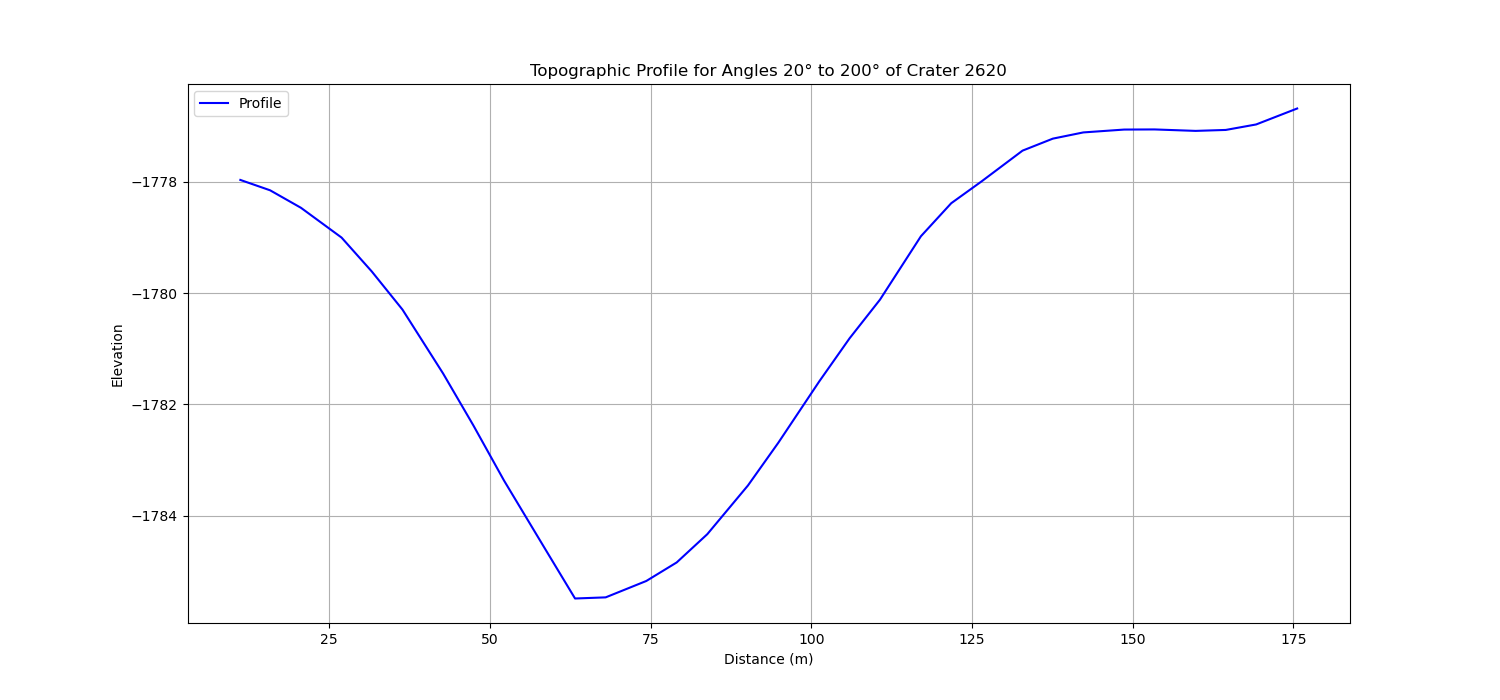 Topographic Profile for Angles 20° to 200° of Crater 2620
Profile
−1778
−1780
−1782
−1784
Elevation
25 50 75 100 125 150 175
Distance (m)